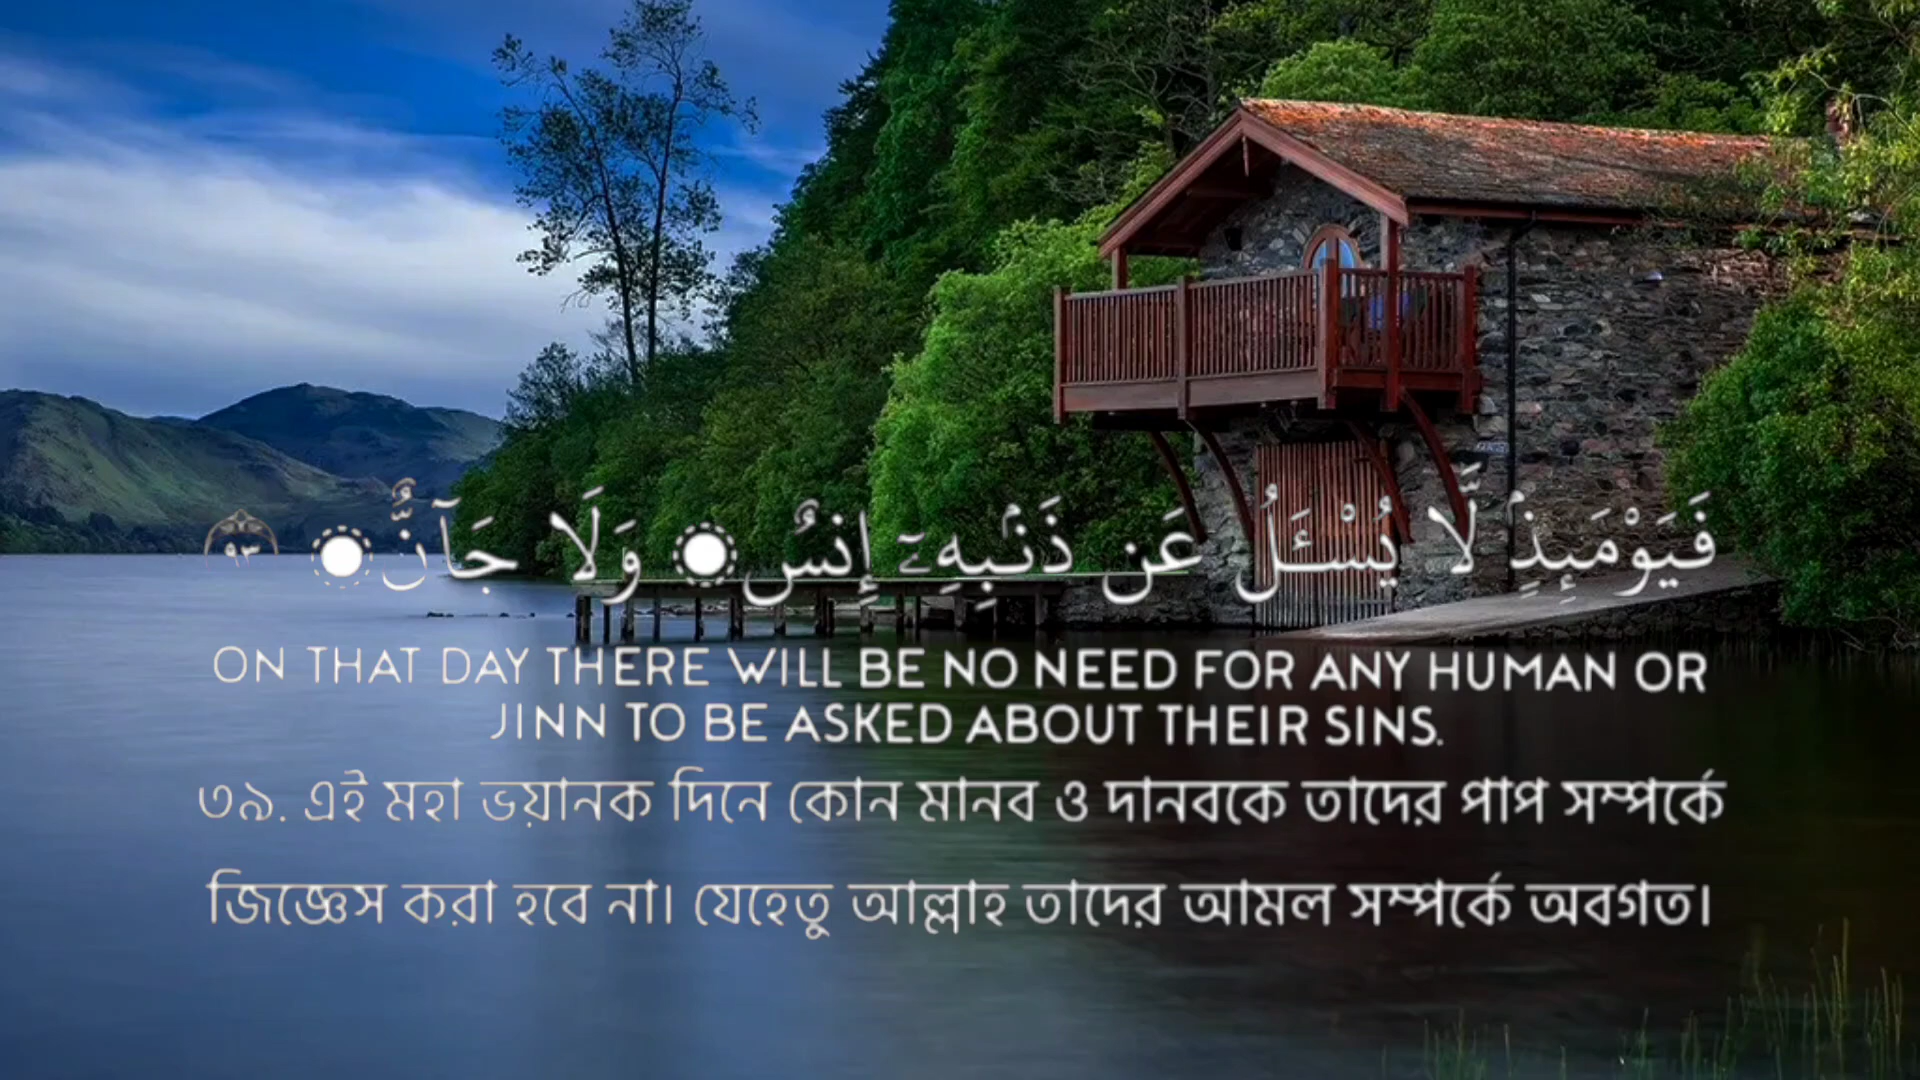 فَيَوْمَئِذٍ لَّا يُسْـَٔلُ عَن ذَنۢبِهِۦٓ إِنسٌ وَلَا جَآنٌّ ٩٣
ON THAT DAY THERE WILL BE NO NEED FOR ANY HUMAN OR
JINN TO BE ASKED ABOUT THEIR SINS.
৩৯. এই মহা ভয়ানক দিনে কোন মানব ও দানবকে তাদের পাপ সম্পর্কে
জিজ্ঞেস করা হবে না। যেহেতু আল্লাহ তাদের আমল সম্পর্কে অবগত।